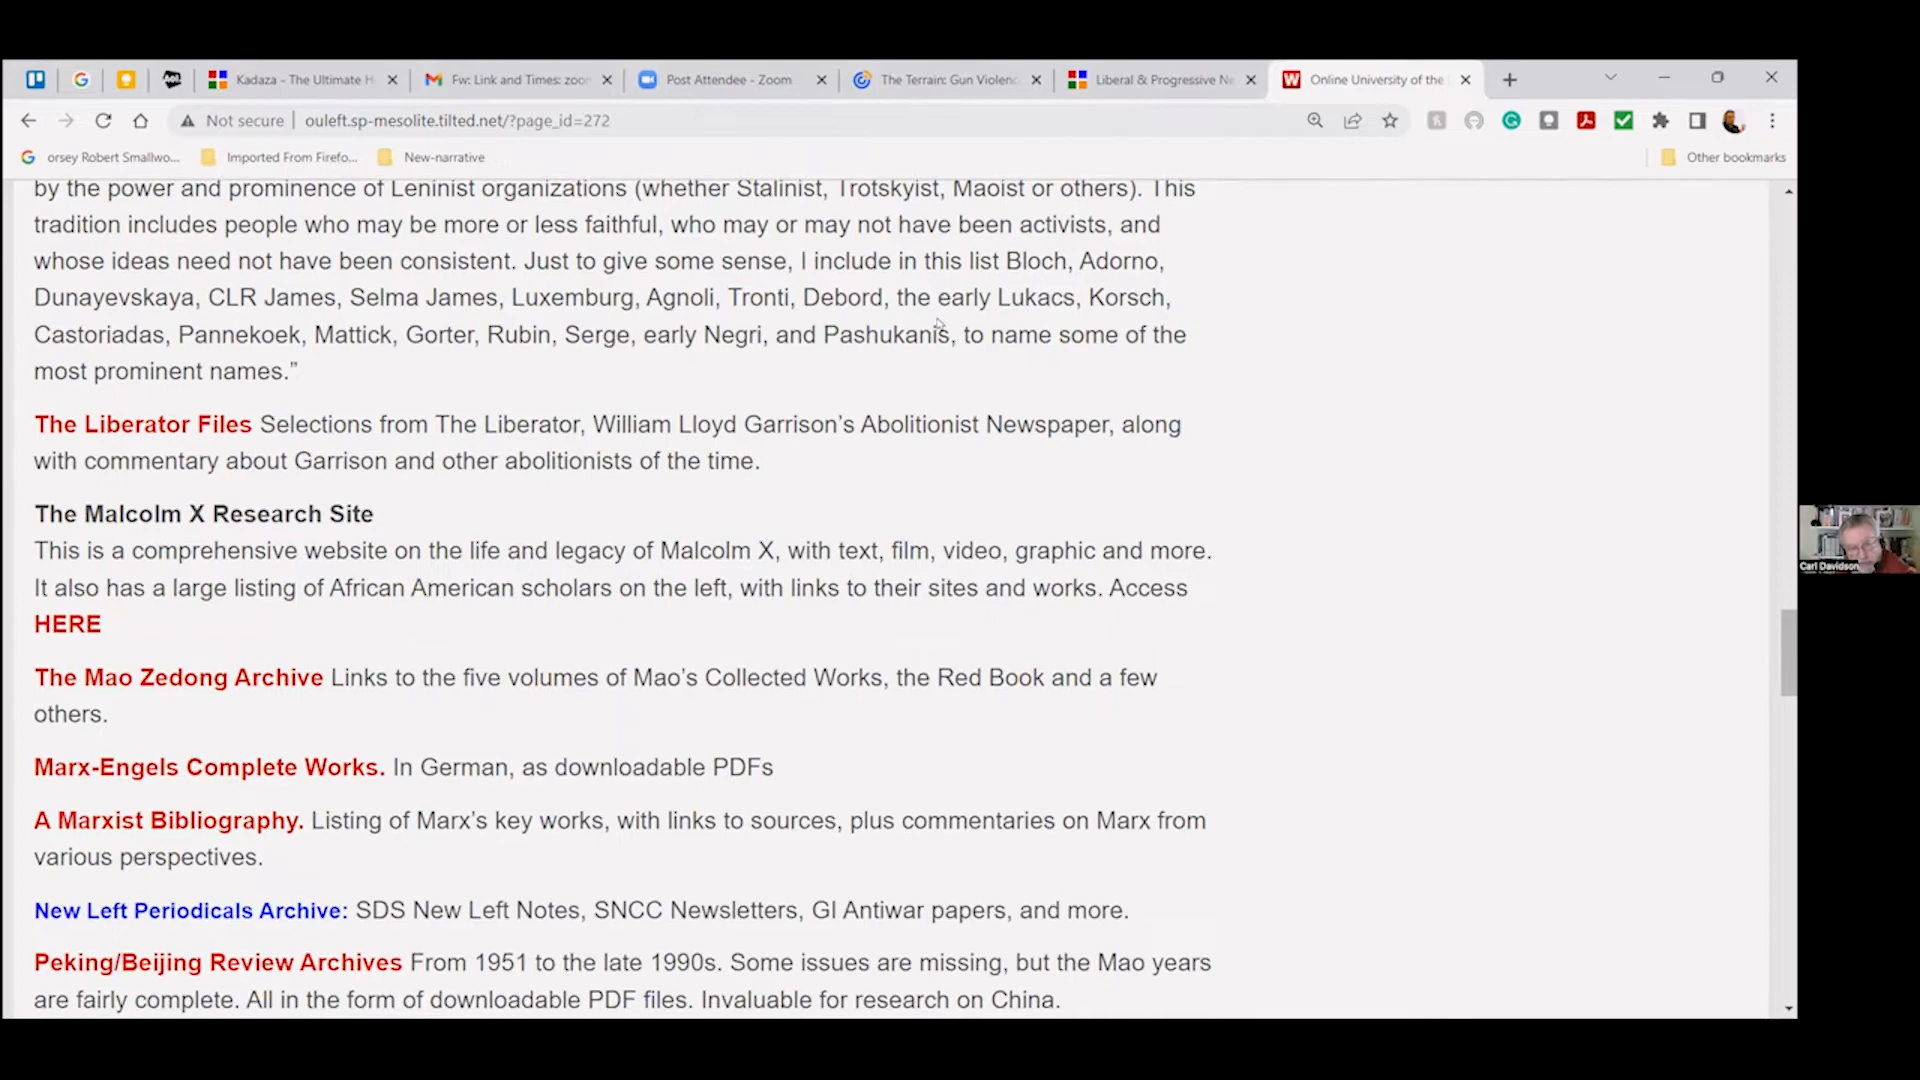 Kadaza - The Ultimate H
Fw: Link and Times: zoo
Post Attendee - Zoom
The Terrain: Gun Violenc
Liberal & Progressive Ne
Online University of the
Not secure
ouleft.sp-mesolite.tilted.net/?page_id=272
orsey Robert Smallwo...
Imported From Firefo...
New-narrative
Other bookmarks
by the power and prominence of Leninist organizations (whether Stalinist, Trotskyist, Maoist or others). This
tradition includes people who may be more or less faithful, who may or may not have been activists, and
whose ideas need not have been consistent. Just to give some sense, I include in this list Bloch, Adorno,
Dunayevskaya, CLR James, Selma James, Luxemburg, Agnoli, Tronti, Debord, the early Lukacs, Korsch,
Castoriadas, Pannekoek, Mattick, Gorter, Rubin, Serge, early Negri, and Pashukanis, to name some of the
most prominent names.”
The Liberator Files Selections from The Liberator, William Lloyd Garrison’s Abolitionist Newspaper, along
with commentary about Garrison and other abolitionists of the time.
The Malcolm X Research Site
This is a comprehensive website on the life and legacy of Malcolm X, with text, film, video, graphic and more.
It also has a large listing of African American scholars on the left, with links to their sites and works. Access
HERE
The Mao Zedong Archive Links to the five volumes of Mao’s Collected Works, the Red Book and a few
others.
Marx-Engels Complete Works. In German, as downloadable PDFs
A Marxist Bibliography. Listing of Marx’s key works, with links to sources, plus commentaries on Marx from
various perspectives.
New Left Periodicals Archive: SDS New Left Notes, SNCC Newsletters, GI Antiwar papers, and more.
Peking/Beijing Review Archives From 1951 to the late 1990s. Some issues are missing, but the Mao years
are fairly complete. All in the form of downloadable PDF files. Invaluable for research on China.
Carl Davidson